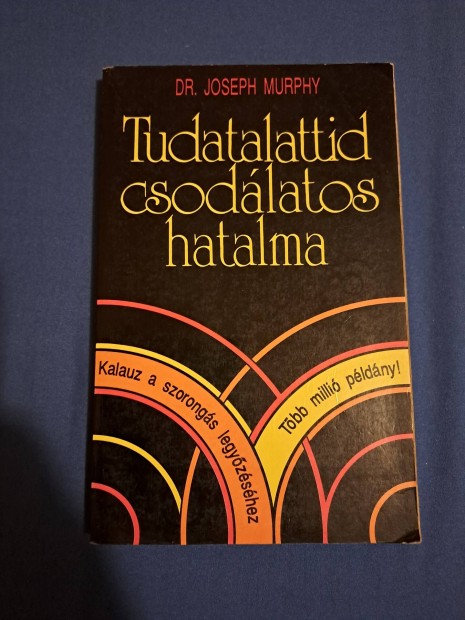 DR. JOSEPH MURPHY
Tudatalattid
csodálatos
hatalma
Kalauz a szorongás legyőzéséhez
Több millió példány!